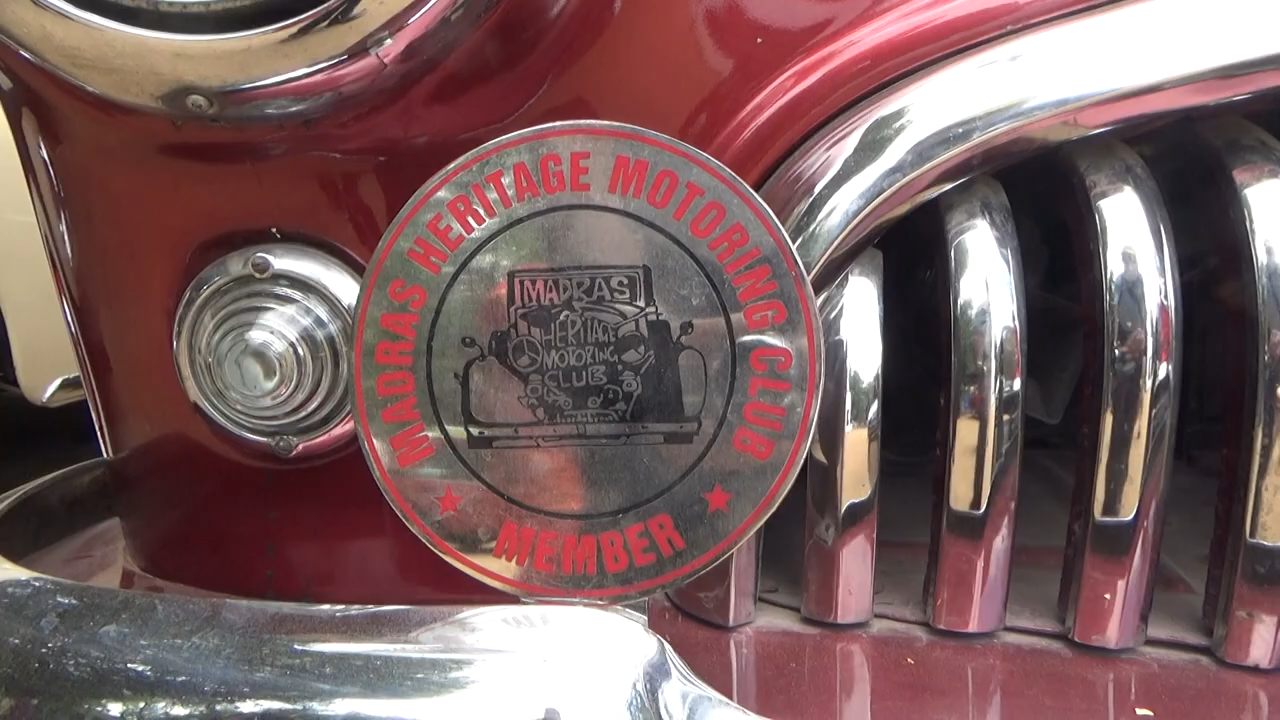 MADRAS HERITAGE MOTORING CLUB
MADRAS
HERITAGE
MOTORING
CLUB
★ MEMBER ★